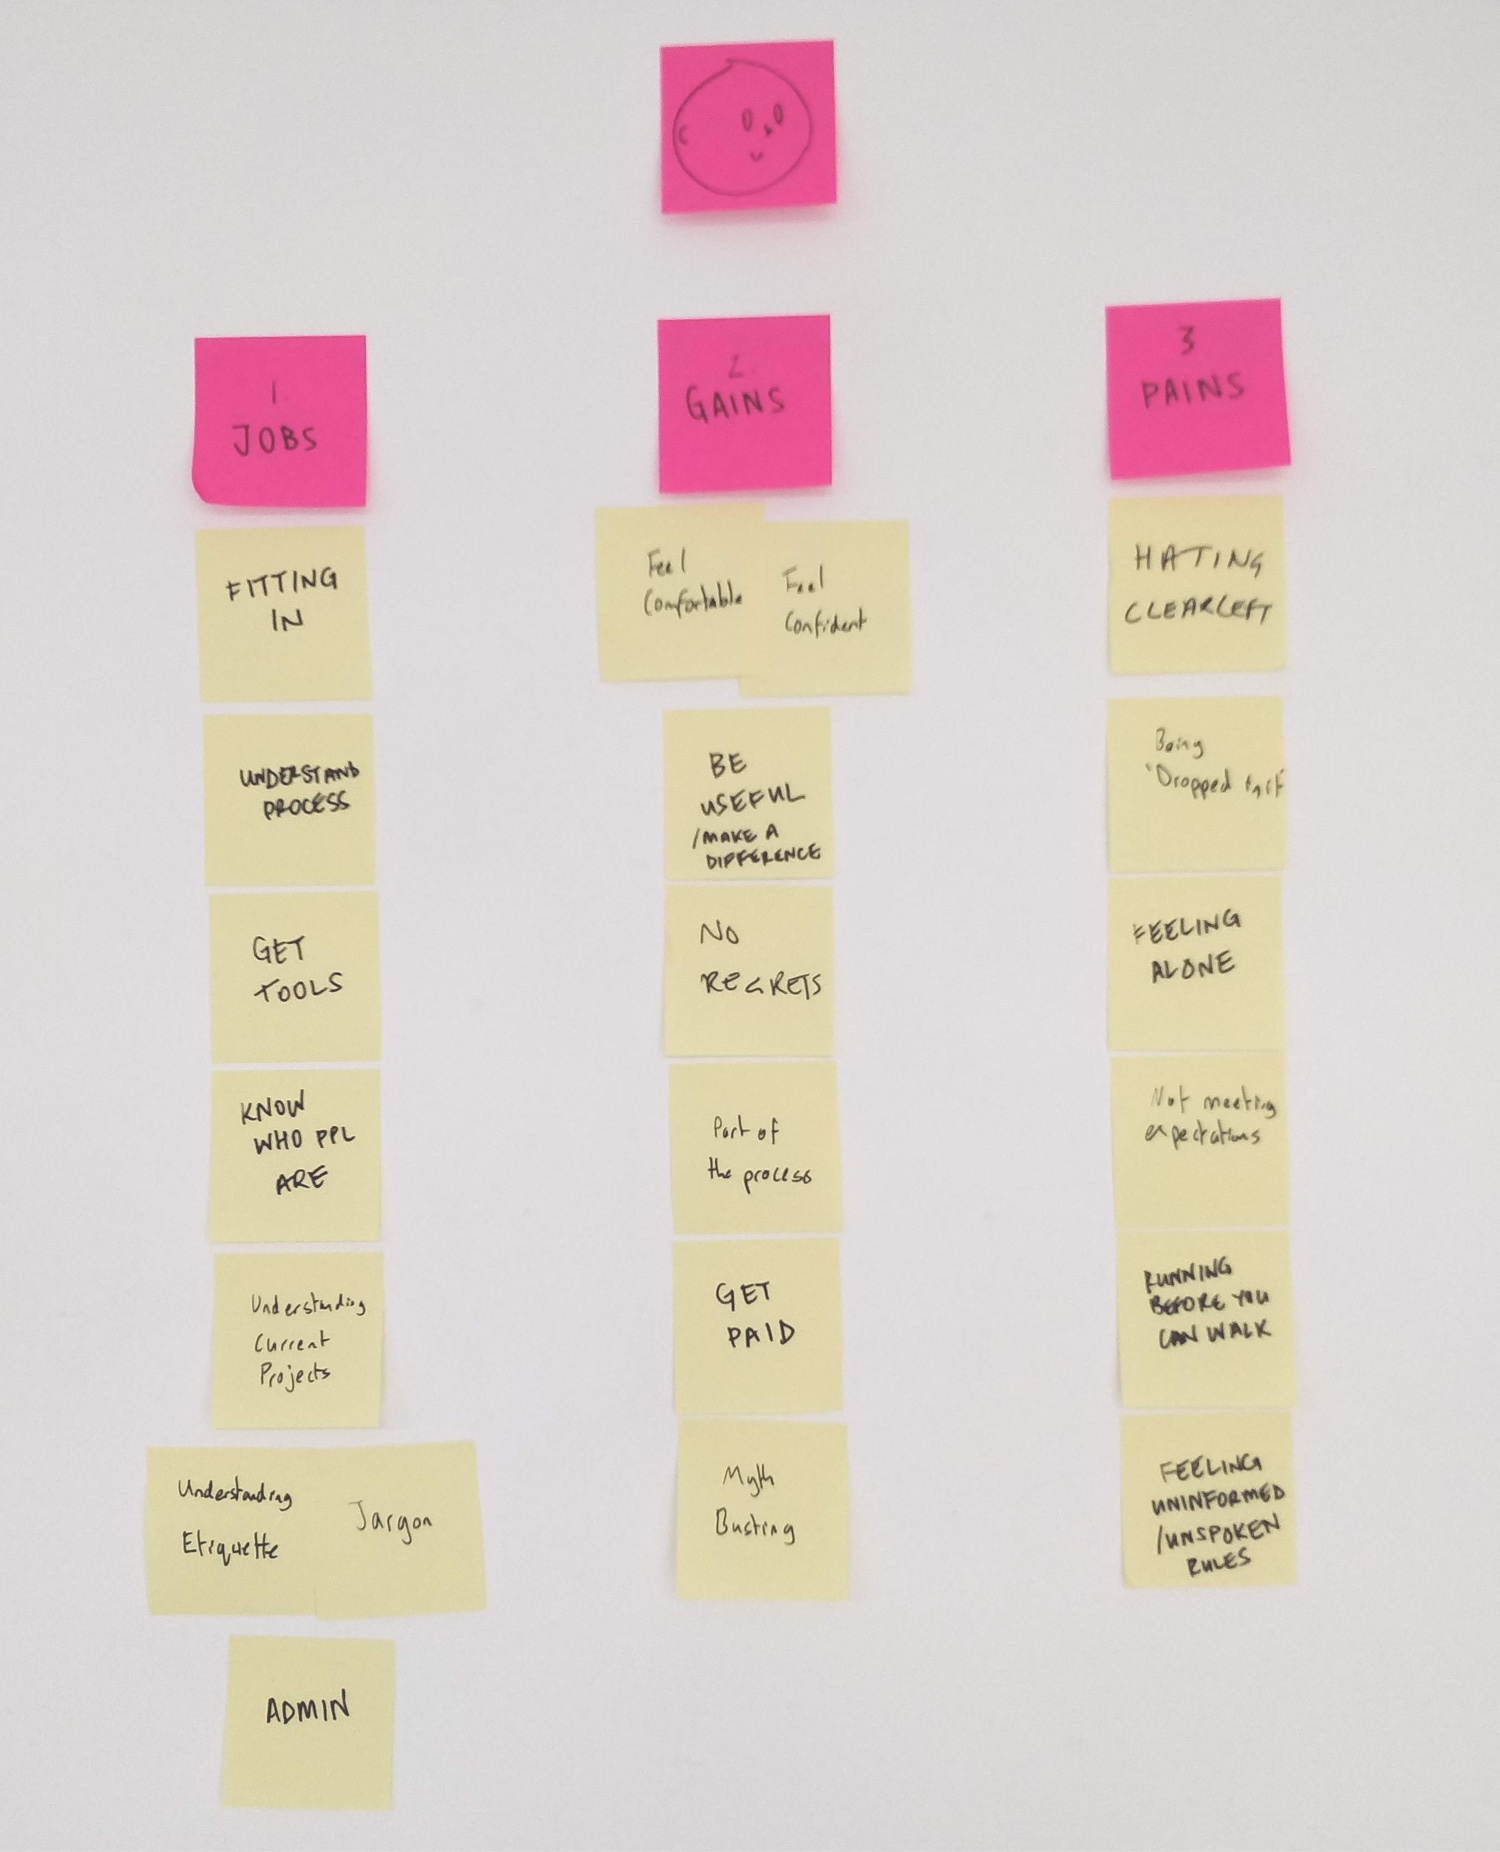 1.
JOBS
FITTING
IN
UNDERSTAND
PROCESS
GET
TOOLS
KNOW
WHO PPL
ARE
Understanding
Current
Projects
Understanding
Etiquette
Jargon
ADMIN
2.
GAINS
Feel
Comfortable
Feel
Confident
BE
USEFUL
/MAKE A
DIFFERENCE
NO
REGRETS
Part of
the process
GET
PAID
Myth
Busting
3
PAINS
HATING
CLEARLEFT
Being
'Dropped in it'
FEELING
ALONE
Not meeting
expectations
RUNNING
BEFORE YOU
CAN WALK
FEELING
UNINFORMED
/UNSPOKEN
RULES